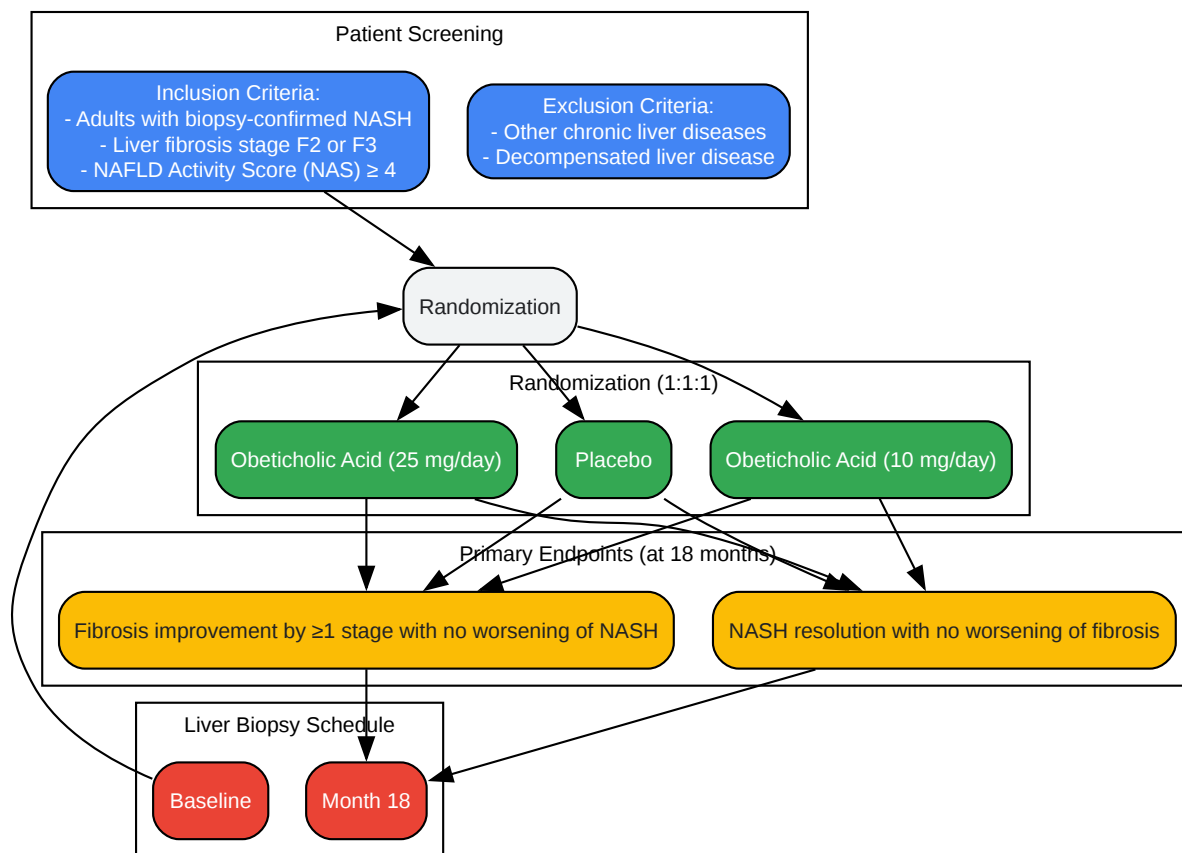 Patient Screening
Inclusion Criteria:
- Adults with biopsy-confirmed NASH
- Liver fibrosis stage F2 or F3
- NAFLD Activity Score (NAS) ≥ 4
Exclusion Criteria:
- Other chronic liver diseases
- Decompensated liver disease
Randomization
Randomization (1:1:1)
Obeticholic Acid (25 mg/day)
Placebo
Obeticholic Acid (10 mg/day)
Primary Endpoints (at 18 months)
Fibrosis improvement by ≥1 stage with no worsening of NASH
NASH resolution with no worsening of fibrosis
Liver Biopsy Schedule
Baseline
Month 18